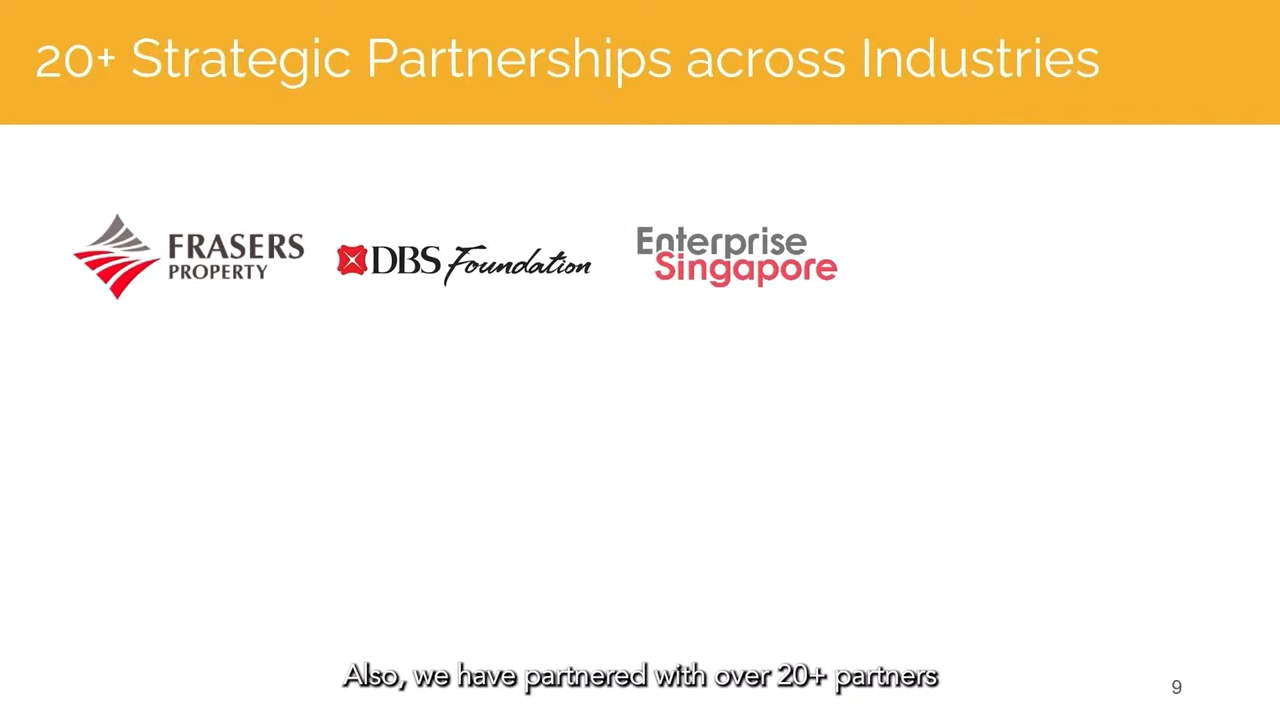 20+ Strategic Partnerships across Industries
FRASERS
PROPERTY
DBS Foundation
Enterprise
Singapore
Also, we have partnered with over 20+ partners
9